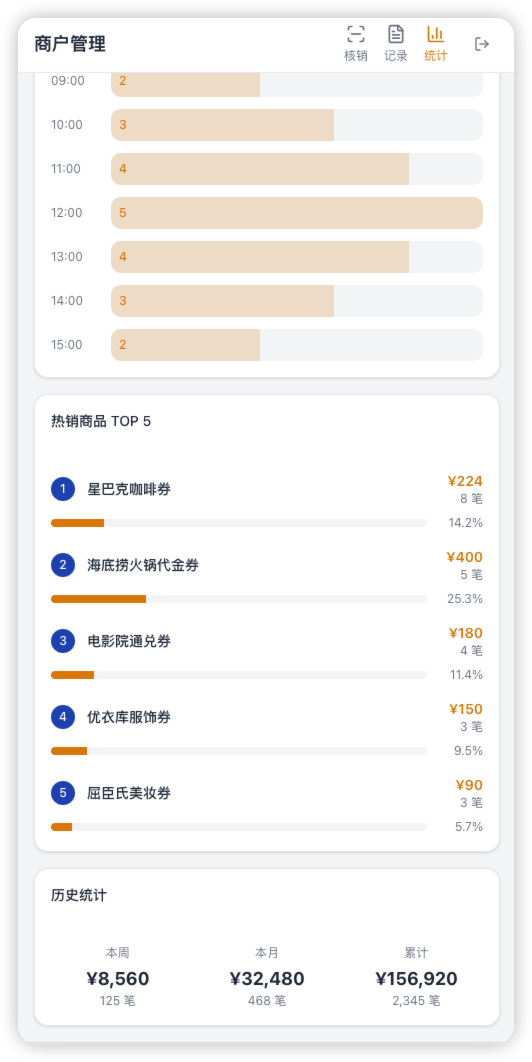 商户管理
核销
记录
统计
09:00 2
10:00 3
11:00 4
12:00 5
13:00 4
14:00 3
15:00 2
热销商品 TOP 5
1 星巴克咖啡券 ¥224
8 笔
14.2%
2 海底捞火锅代金券 ¥400
5 笔
25.3%
3 电影院通兑券 ¥180
4 笔
11.4%
4 优衣库服饰券 ¥150
3 笔
9.5%
5 屈臣氏美妆券 ¥90
3 笔
5.7%
历史统计
本周 本月 累计
¥8,560 ¥32,480 ¥156,920
125 笔 468 笔 2,345 笔